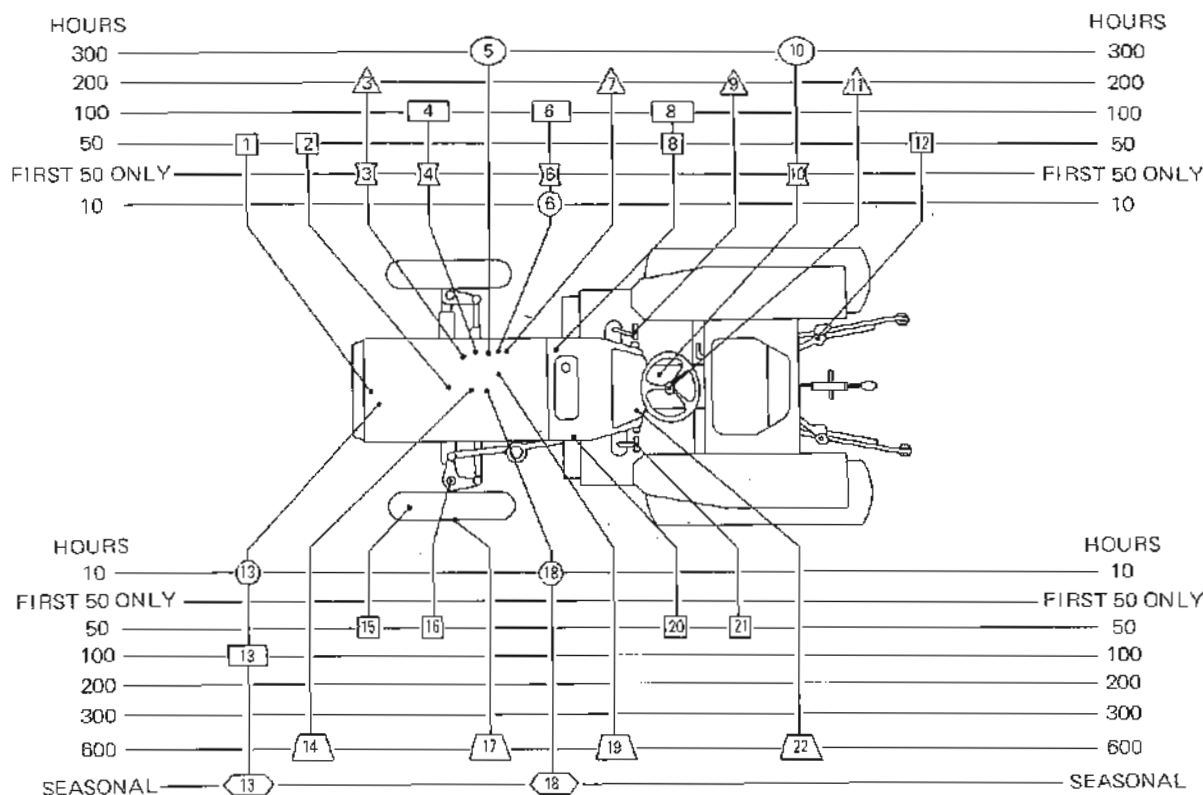 HOURS HOURS
300 5 10 300
200 3 7 9 11 200
100 4 6 8 100
50 1 2 8 12 50
FIRST 50 ONLY 3 4 6 10 FIRST 50 ONLY
10 6 10
HOURS HOURS
10 13 18 10
FIRST 50 ONLY FIRST 50 ONLY
50 15 16 20 21 50
100 13 100
200 200
300 300
600 14 17 19 22 600
SEASONAL 13 18 SEASONAL